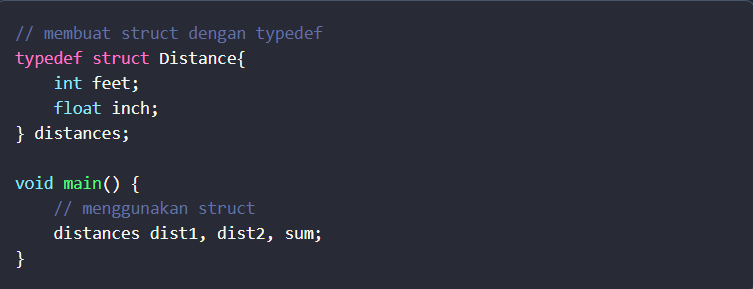 // membuat struct dengan typedef
typedef struct Distance{
    int feet;
    float inch;
} distances;

void main() {
    // menggunakan struct
    distances dist1, dist2, sum;
}